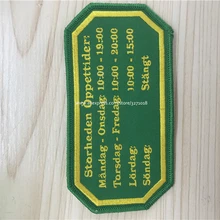 Storheden Öppettider:
Måndag - Onsdag: 10:00 - 19:00
Torsdag - Fredag: 10:00 - 20:00
Lördag: 10:00 - 15:00
Söndag: Stängt